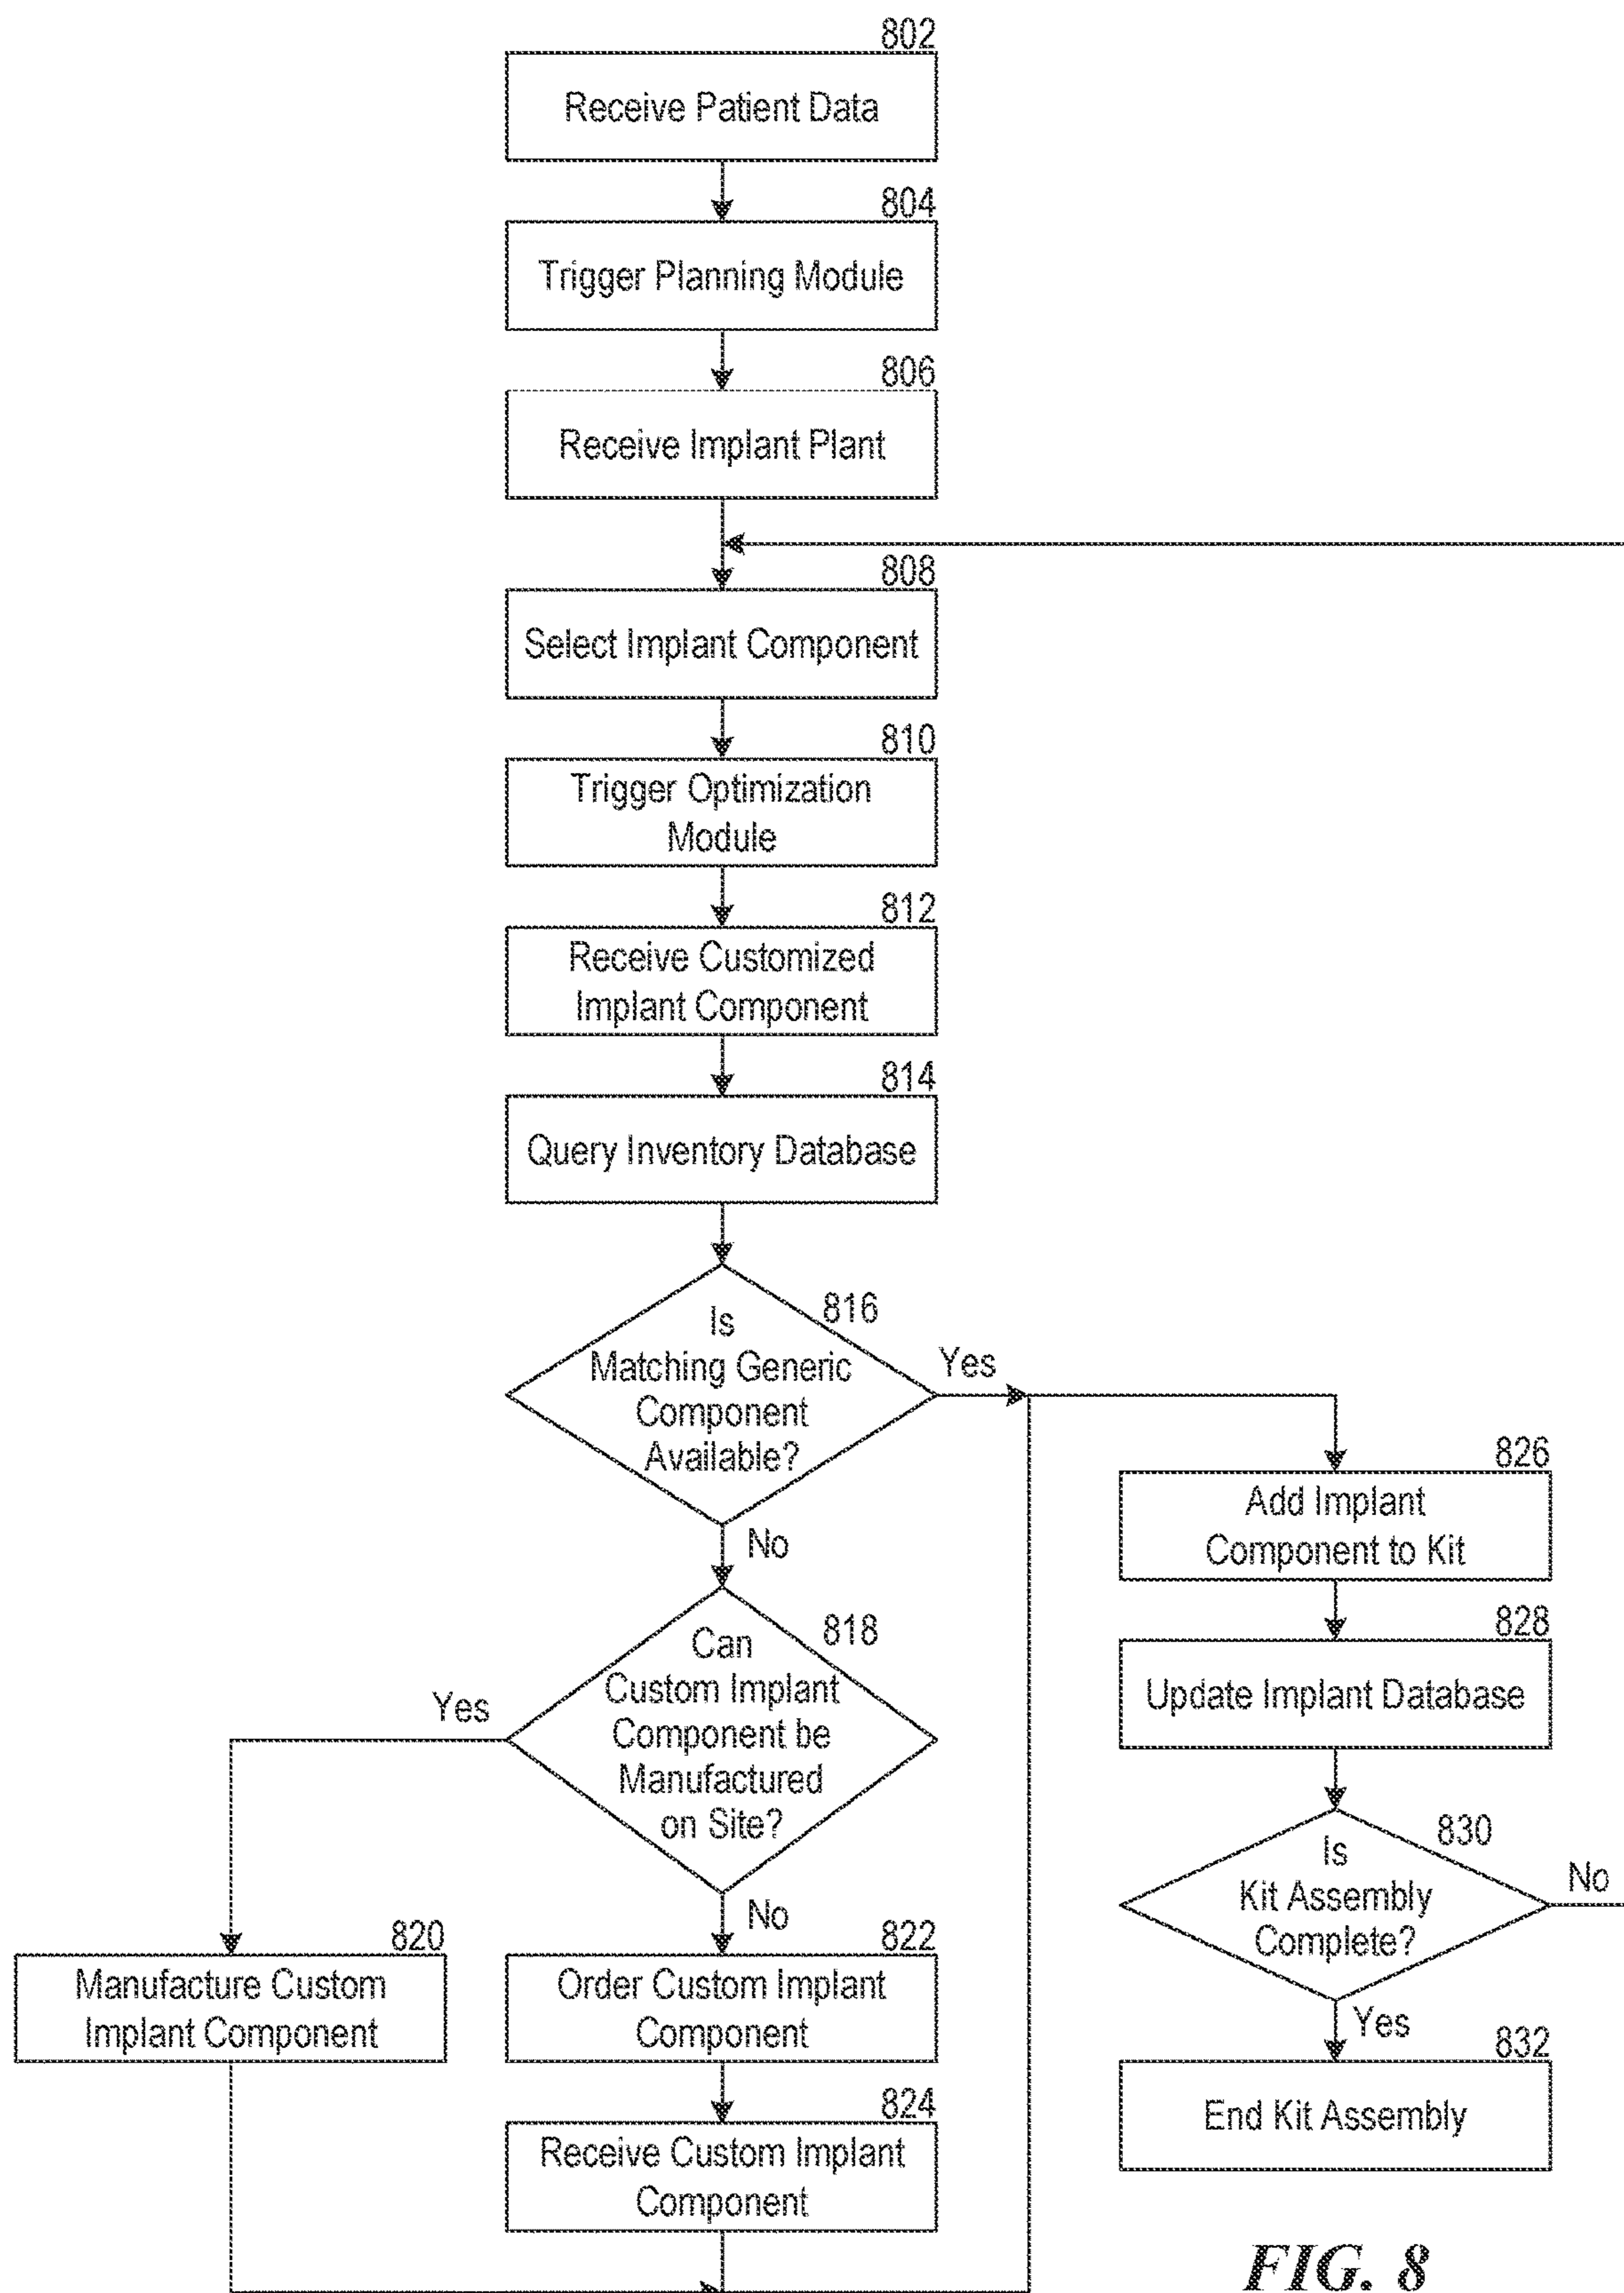 802
Receive Patient Data
804
Trigger Planning Module
806
Receive Implant Plant
808
Select Implant Component
810
Trigger Optimization
Module
812
Receive Customized
Implant Component
814
Query Inventory Database
816
Is
Matching Generic
Component
Available?
Yes
No
818
Can
Custom Implant
Component be
Manufactured
on Site?
Yes
No
820
Manufacture Custom
Implant Component
822
Order Custom Implant
Component
824
Receive Custom Implant
Component
826
Add Implant
Component to Kit
828
Update Implant Database
830
Is
Kit Assembly
Complete?
No
Yes
832
End Kit Assembly
FIG. 8